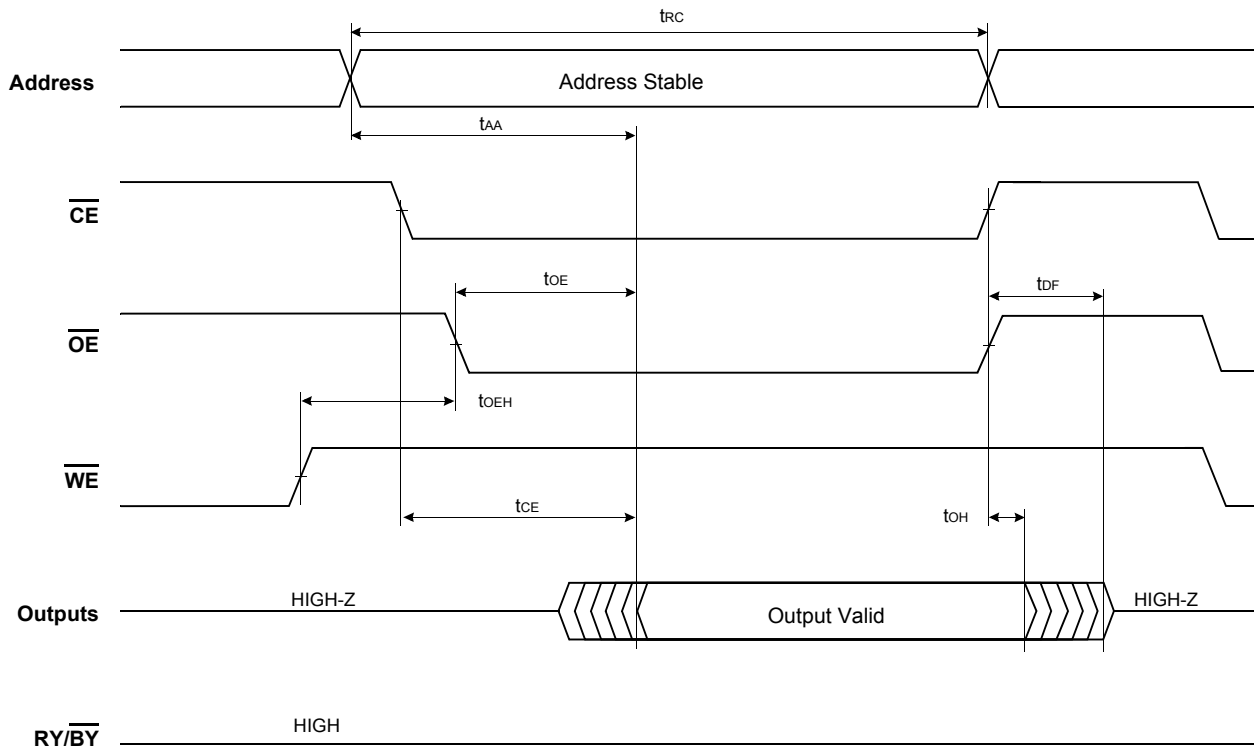 tRC
Address
Address Stable
tAA
CE
tOE
tDF
OE
tOEH
WE
tCE
tOH
HIGH-Z
HIGH-Z
Outputs
Output Valid
HIGH
RY/BY